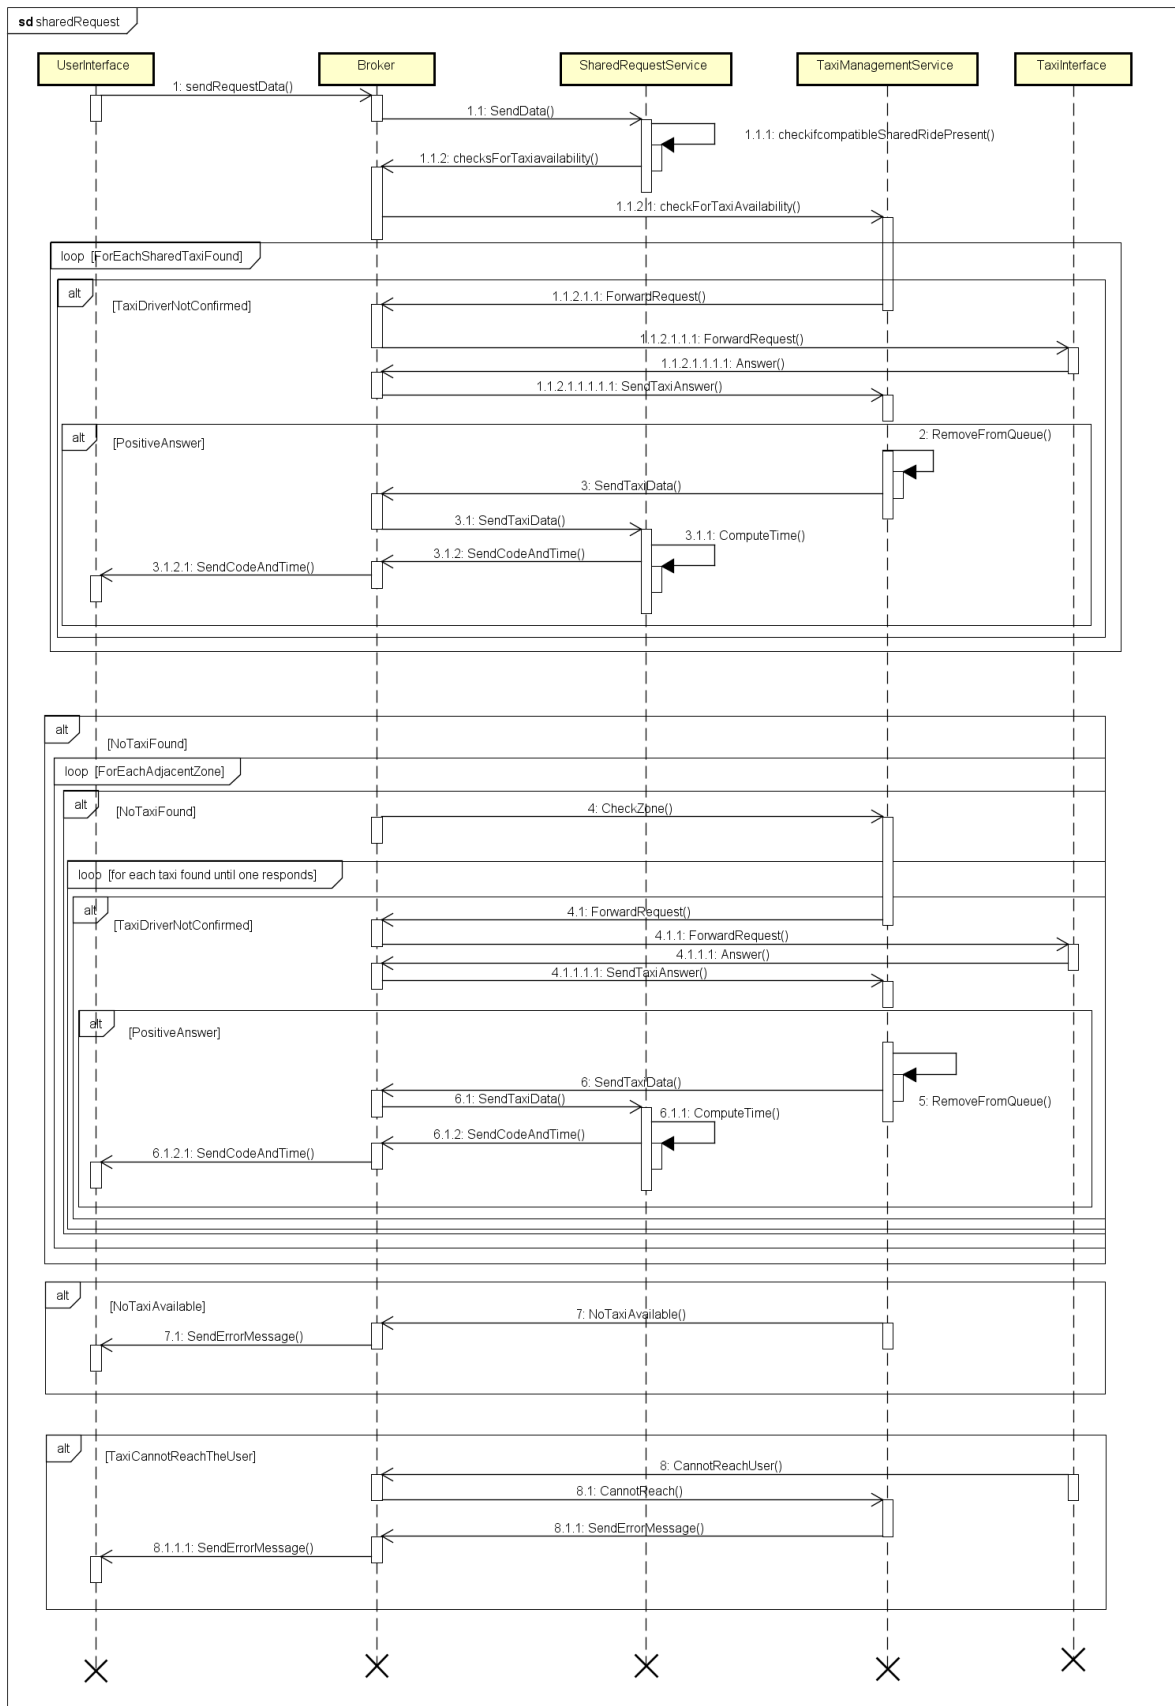 sd sharedRequest
UserInterface
Broker
SharedRequestService
TaxiManagementService
TaxiInterface
1: sendRequestData()
1.1: SendData()
1.1.1: checkifcompatibleSharedRidePresent()
1.1.2: checksForTaxiavailability()
1.1.2.1: checkForTaxiAvailability()
loop [ForEachSharedTaxiFound]
alt
[TaxiDriverNotConfirmed]
1.1.2.1.1: ForwardRequest()
1.1.2.1.1.1: ForwardRequest()
1.1.2.1.1.1.1: Answer()
1.1.2.1.1.1.1.1: SendTaxiAnswer()
alt
[PositiveAnswer]
2: RemoveFromQueue()
3: SendTaxiData()
3.1: SendTaxiData()
3.1.1: ComputeTime()
3.1.2: SendCodeAndTime()
3.1.2.1: SendCodeAndTime()
alt
[NoTaxiFound]
loop [ForEachAdjacentZone]
alt
[NoTaxiFound]
4: CheckZone()
loop [for each taxi found until one responds]
alt
[TaxiDriverNotConfirmed]
4.1: ForwardRequest()
4.1.1: ForwardRequest()
4.1.1.1: Answer()
4.1.1.1.1: SendTaxiAnswer()
alt
[PositiveAnswer]
6: SendTaxiData()
5: RemoveFromQueue()
6.1: SendTaxiData()
6.1.1: ComputeTime()
6.1.2: SendCodeAndTime()
6.1.2.1: SendCodeAndTime()
alt
[NoTaxiAvailable]
7: NoTaxiAvailable()
7.1: SendErrorMessage()
alt
[TaxiCannotReachTheUser]
8: CannotReachUser()
8.1: CannotReach()
8.1.1: SendErrorMessage()
8.1.1.1: SendErrorMessage()